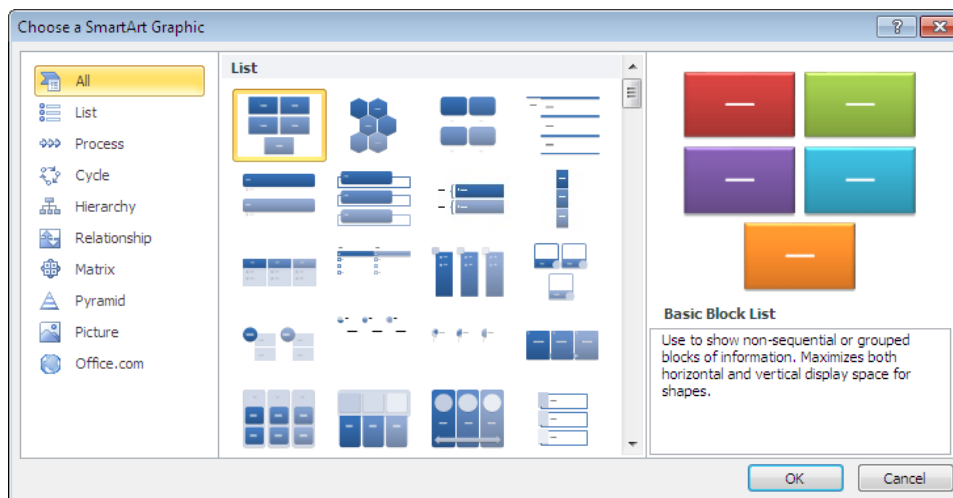 Choose a SmartArt Graphic
All
List
Process
Cycle
Hierarchy
Relationship
Matrix
Pyramid
Picture
Office.com
List
Basic Block List
Use to show non-sequential or grouped
blocks of information. Maximizes both
horizontal and vertical display space for
shapes.
OK
Cancel